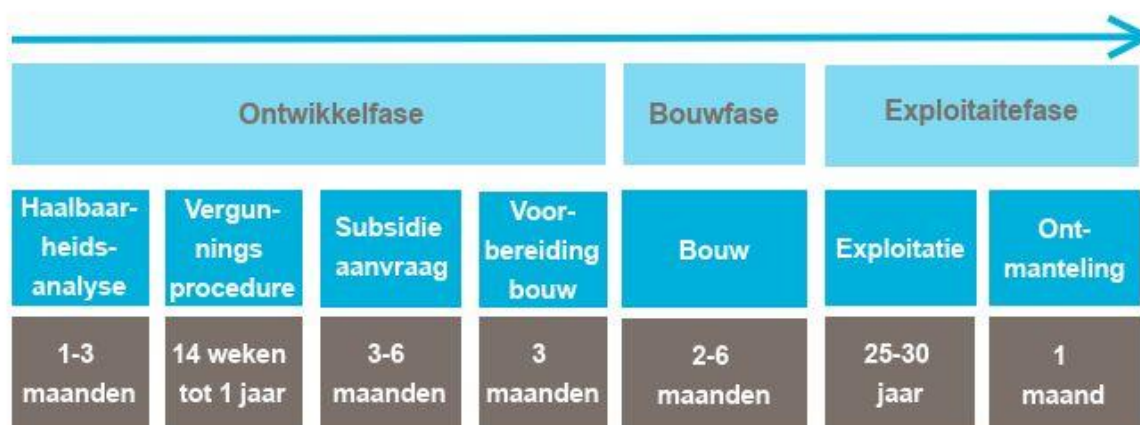 Ontwikkelfase
Bouwfase
Exploitaitefase
Haalbaar-
heids-
analyse
Vergun-
nings
procedure
Subsidie
aanvraag
Voor-
bereiding
bouw
Bouw
Exploitatie
Ont-
manteling
1-3
maanden
14 weken
tot 1 jaar
3-6
maanden
3
maanden
2-6
maanden
25-30
jaar
1
maand